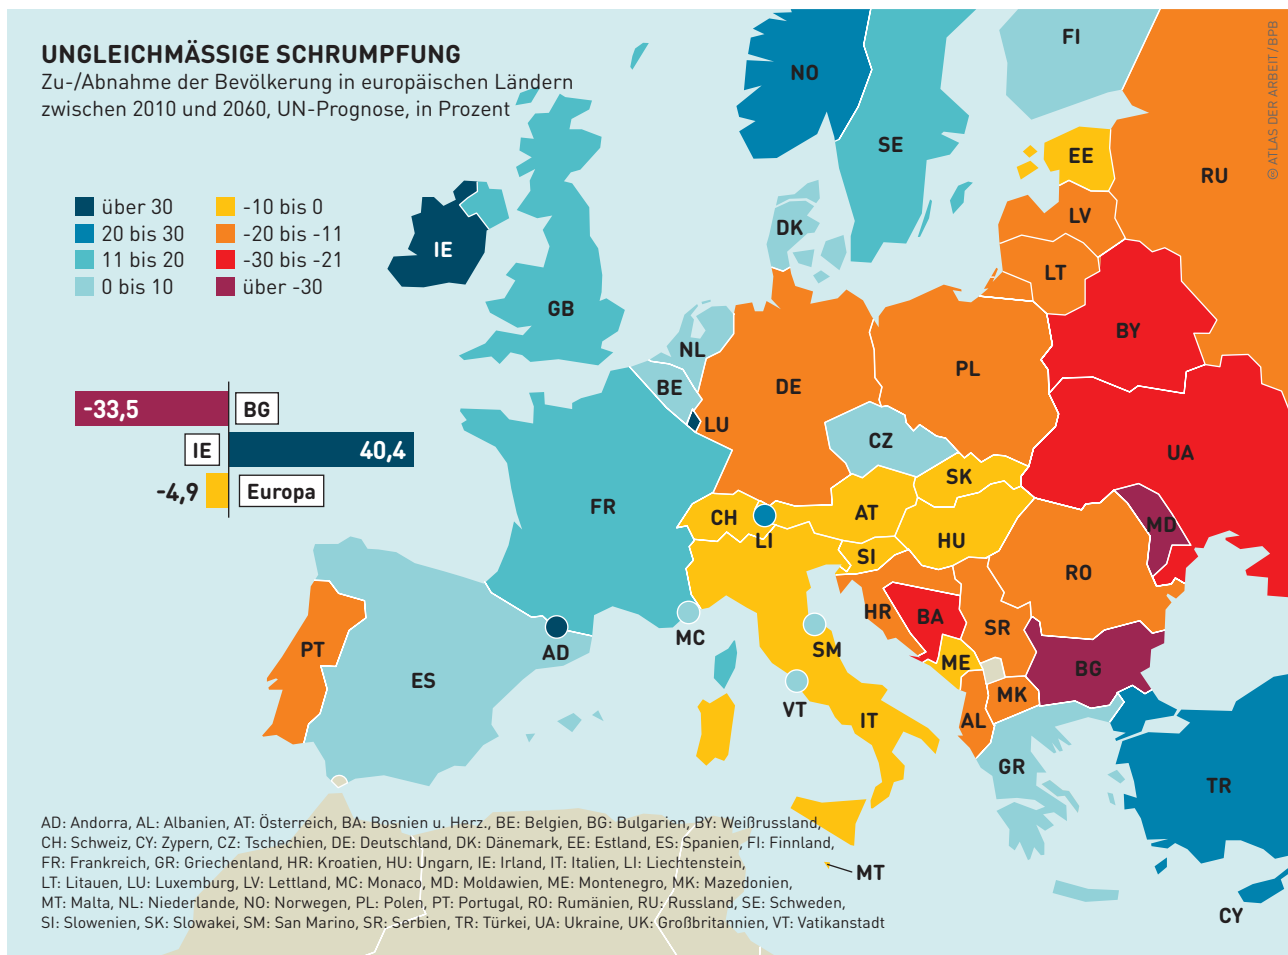 UNGLEICHMÄSSIGE SCHRUMPFUNG
Zu-/Abnahme der Bevölkerung in europäischen Ländern
zwischen 2010 und 2060, UN-Prognose, in Prozent
über 30
20 bis 30
11 bis 20
0 bis 10
-10 bis 0
-20 bis -11
-30 bis -21
über -30
-33,5
BG
IE
40,4
-4,9
Europa
FI
NO
SE
EE
RU
LV
DK
IE
LT
GB
BY
NL
PL
BE
DE
LU
CZ
UA
SK
FR
CH
AT
MD
LI
HU
SI
RO
HR
BA
SR
MC
PT
AD
SM
ME
BG
ES
MK
VT
IT
AL
GR
TR
MT
CY
AD: Andorra, AL: Albanien, AT: Österreich, BA: Bosnien u. Herz., BE: Belgien, BG: Bulgarien, BY: Weißrussland,
CH: Schweiz, CY: Zypern, CZ: Tschechien, DE: Deutschland, DK: Dänemark, EE: Estland, ES: Spanien, FI: Finnland,
FR: Frankreich, GR: Griechenland, HR: Kroatien, HU: Ungarn, IE: Irland, IT: Italien, LI: Liechtenstein,
LT: Litauen, LU: Luxemburg, LV: Lettland, MC: Monaco, MD: Moldawien, ME: Montenegro, MK: Mazedonien,
MT: Malta, NL: Niederlande, NO: Norwegen, PL: Polen, PT: Portugal, RO: Rumänien, RU: Russland, SE: Schweden,
SI: Slowenien, SK: Slowakei, SM: San Marino, SR: Serbien, TR: Türkei, UA: Ukraine, UK: Großbritannien, VT: Vatikanstadt
© ATLAS DER ARBEIT/BPB